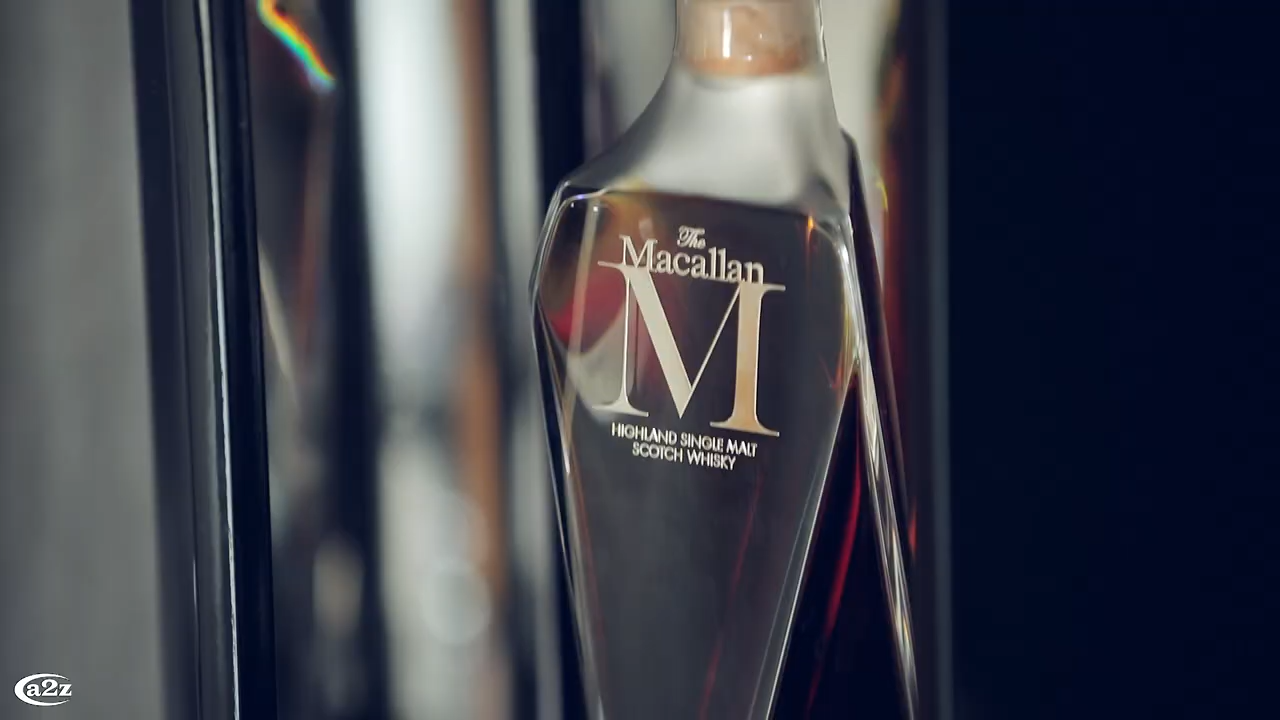 The
Macallan
M
HIGHLAND SINGLE MALT
SCOTCH WHISKY
a2z